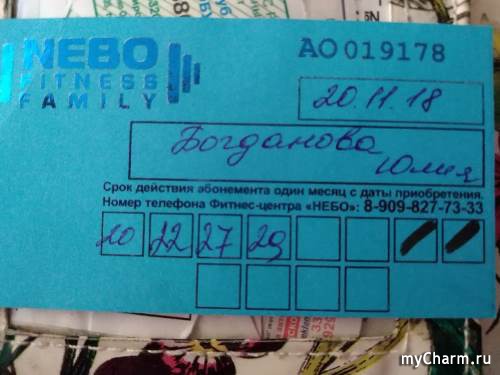 NEBO
FITNESS
FAMILY
АО 019178
20.11.18
Богданова
Юлия
Срок действия абонемента один месяц с даты приобретения.
Номер телефона Фитнес-центра «НЕБО»: 8-909-827-73-33
20 22 27 29
myCharm.ru